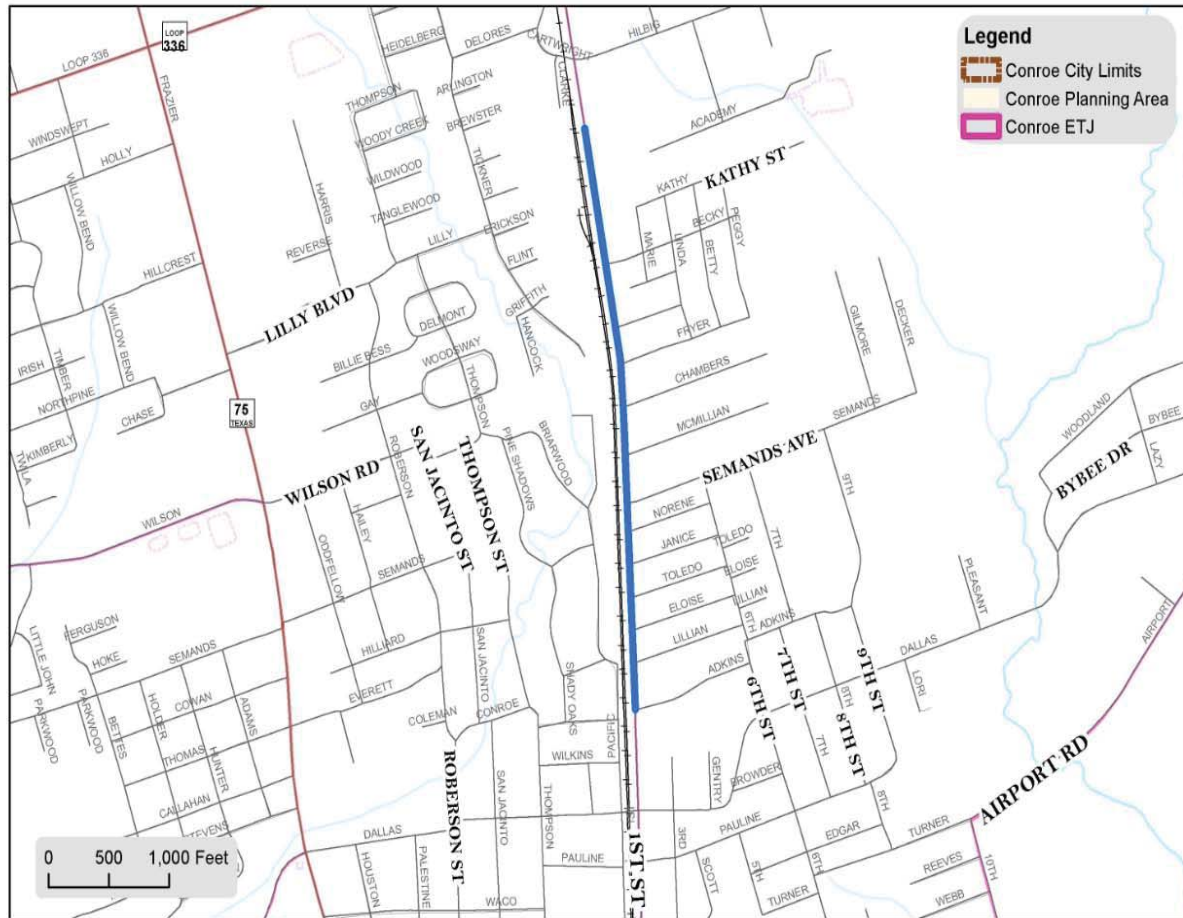 Legend
Conroe City Limits
Conroe Planning Area
Conroe ETJ
LOOP
336
LOOP 336
FRAZIER
HEIDELBERG
DELORES
CARTWRIGHT
HILBIG
CLARKE
ARLINGTON
THOMPSON
WOODY CREEK
BREWSTER
ACADEMY
WINDSWEPT
HOLLY
WILLOW BEND
TICKNER
WILDWOOD
TANGLEWOOD
HARRIS
REVERSE
LILLY
ERICKSON
FLINT
KATHY
KATHY ST
BECKY
PEGGY
MARIE
LINDA
BETTY
HILLCREST
WILLOW BEND
LILLY BLVD
DELMONT
GRIFFITH
HANCOCK
FRYER
GILMORE
DECKER
IRISH
TIMBER
BILLIE BESS
WOODSWAY
THOMPSON
CHAMBERS
NORTHPINE
CHASE
75
TEXAS
GAY
MCMILLIAN
SEMANDS
WOODLAND
BYBEE
KIMBERLY
TWILA
ROBERSON
SAN JACINTO ST
THOMPSON ST
PINE SHADOWS
BRIARWOOD
SEMANDS AVE
BYBEE DR
LAZY
WILSON RD
WILSON
HAILEY
ODDFELLOW
NORENE
9TH
7TH
JANICE
TOLEDO
SEMANDS
TOLEDO
ELOISE
PLEASANT
ELOISE
LILLIAN
6TH
ADKINS
LILLIAN
AIRPORT
LITTLE JOHN
FERGUSON
HOKE
SEMANDS
HILLIARD
SAN JACINTO
SHADY OAKS
ADKINS
DALLAS
7TH ST
9TH ST
6TH ST
8TH
LORI
PARKWOOD
PARKWOOD
BETTES
HOLDER
COWAN
ADAMS
EVERETT
COLEMAN
CONROE
PACIFIC
8TH ST
7TH
THOMAS
HUNTER
WILKINS
GENTRY
BROWDER
AIRPORT RD
CALLAHAN
ROBERSON ST
SAN JACINTO
THOMPSON
8TH
DALLAS
PAULINE
EDGAR
TURNER
0 500 1,000 Feet
HOUSTON
PALESTINE
PAULINE
1ST ST
3RD
SCOTT
5TH
6TH
REEVES
10TH
TURNER
WEBB
WACO